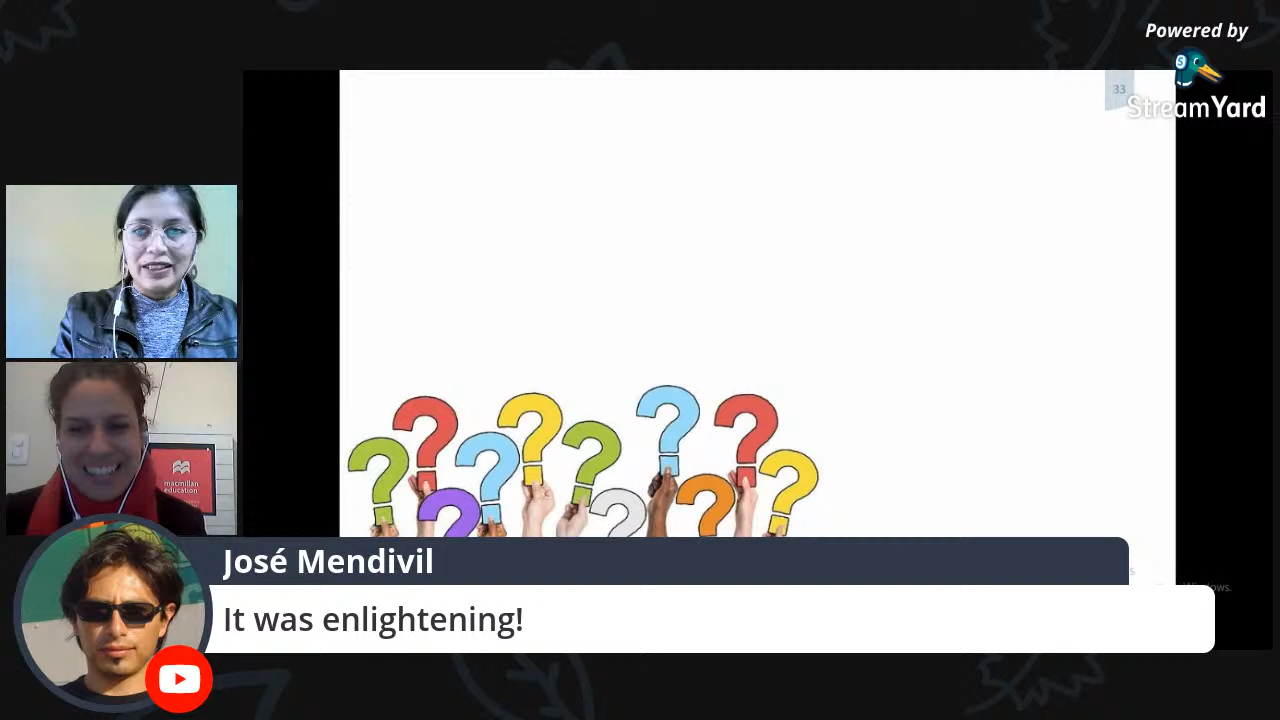 Powered by
StreamYard
33
macmillan
education
José Mendivil
It was enlightening!